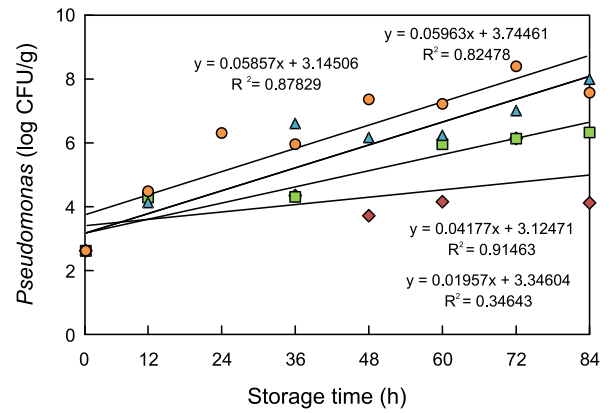 10
8
6
4
2
0
Pseudomonas (log CFU/g)
y = 0.05963x + 3.74461
R² = 0.82478
y = 0.05857x + 3.14506
R² = 0.87829
y = 0.04177x + 3.12471
R² = 0.91463
y = 0.01957x + 3.34604
R² = 0.34643
0 12 24 36 48 60 72 84
Storage time (h)